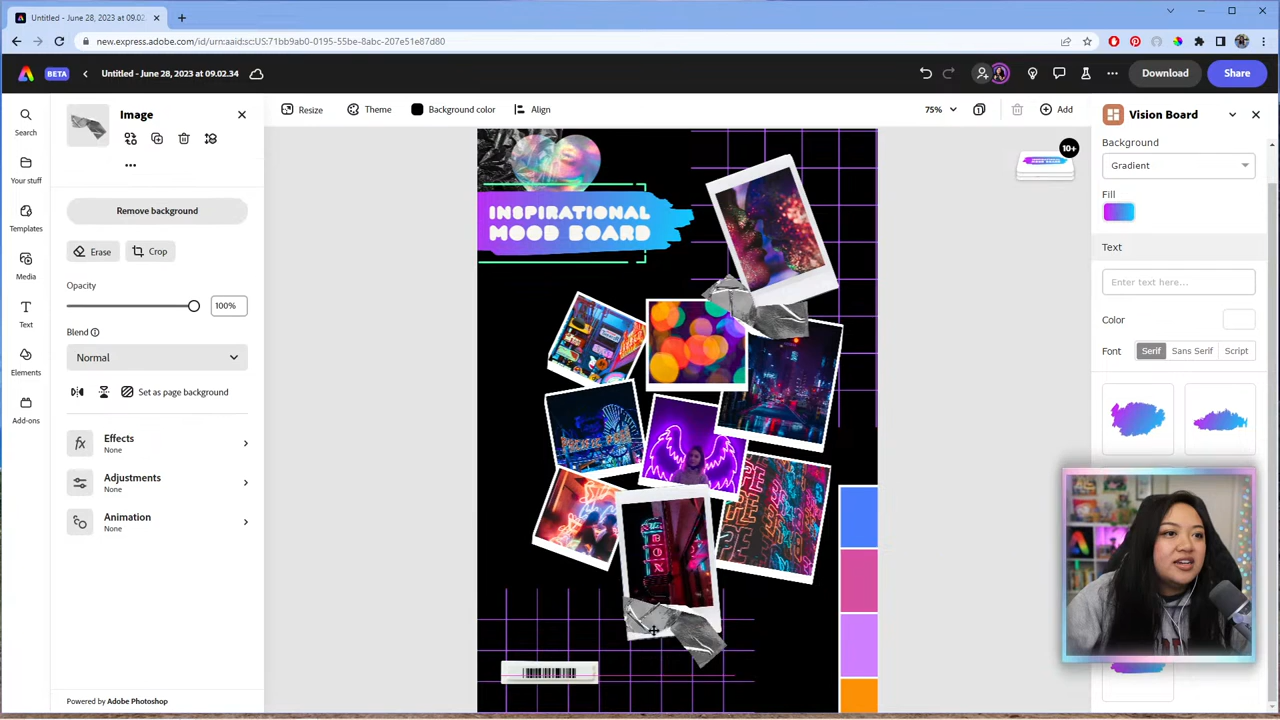 Untitled - June 28, 2023 at 09.02.
new.express.adobe.com/id/urn:aaid:sc:US:71bb9ab0-0195-55be-8abc-207e51e87d80
BETA
Untitled - June 28, 2023 at 09.02.34
Download
Share
Search
Your stuff
Templates
Media
Text
Elements
Add-ons
Image
Remove background
Erase
Crop
Opacity
100%
Blend
Normal
Set as page background
Effects
None
Adjustments
None
Animation
None
Powered by Adobe Photoshop
Resize
Theme
Background color
Align
75%
Add
INSPIRATIONAL
MOOD BOARD
10+
Vision Board
Background
Gradient
Fill
Text
Enter text here...
Color
Font
Serif
Sans Serif
Script